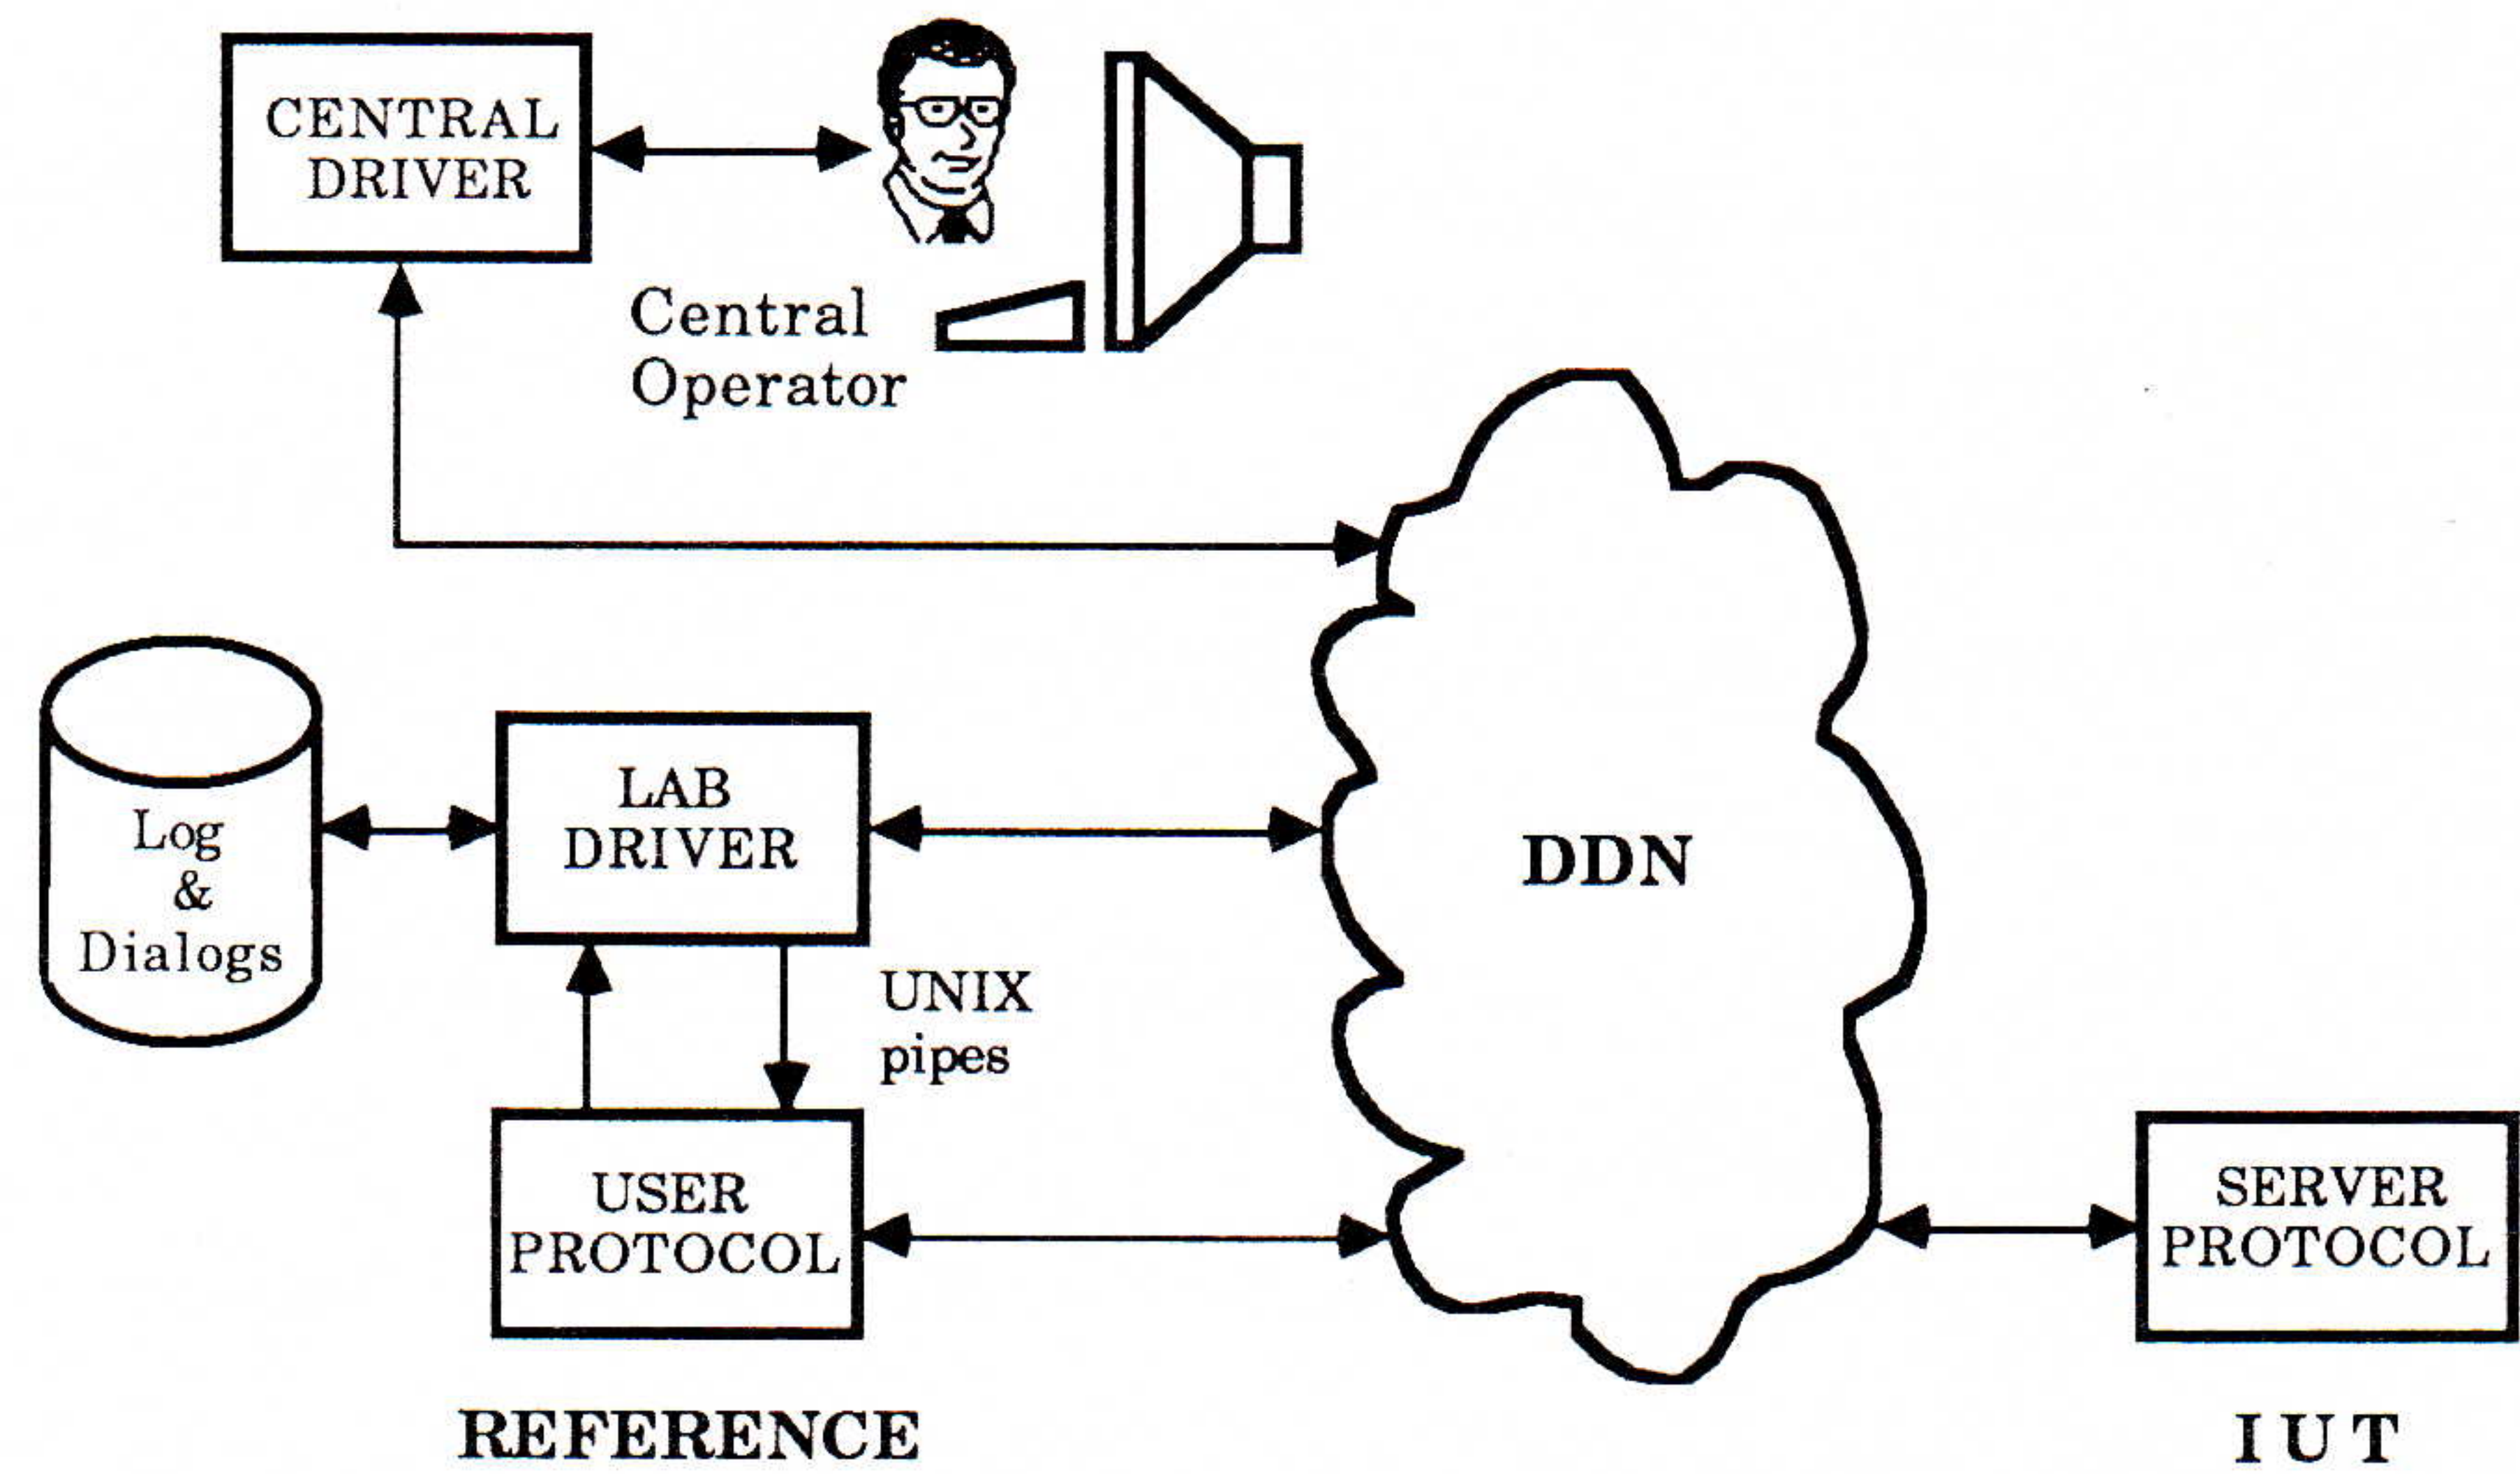 CENTRAL
DRIVER
Central
Operator
Log
&
Dialogs
LAB
DRIVER
DDN
UNIX
pipes
USER
PROTOCOL
SERVER
PROTOCOL
REFERENCE
I U T